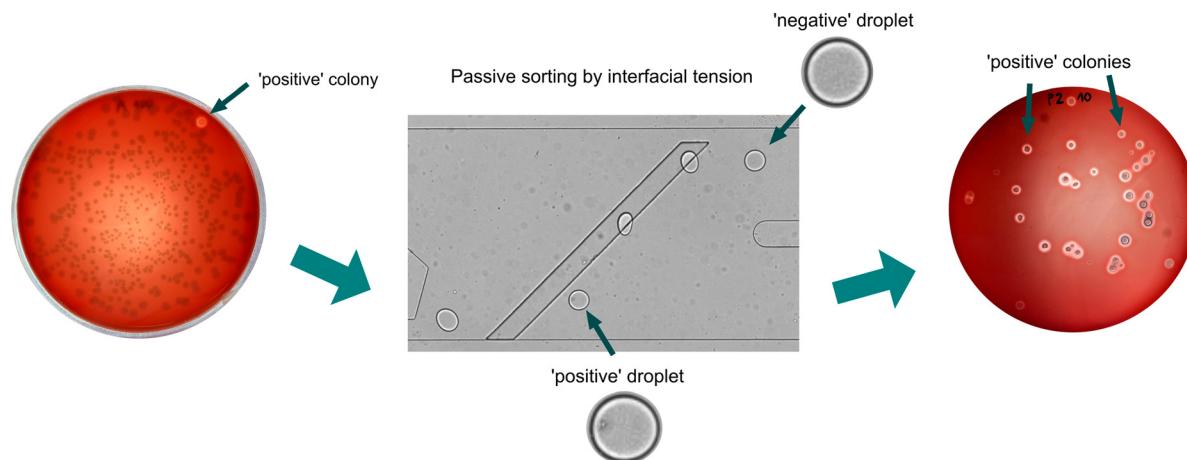 'negative' droplet
'positive' colony
Passive sorting by interfacial tension
'positive' colonies
P2 10
'positive' droplet